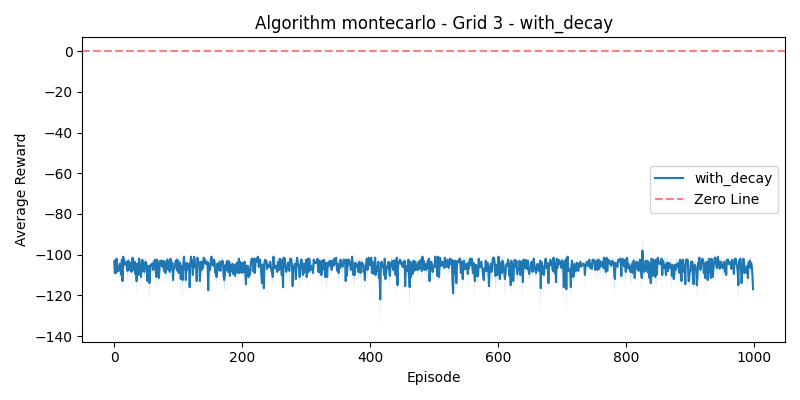 Algorithm montecarlo - Grid 3 - with_decay
0
−20
−40
−60
−80
−100
−120
−140
Average Reward
with_decay
Zero Line
0
200
400
600
800
1000
Episode